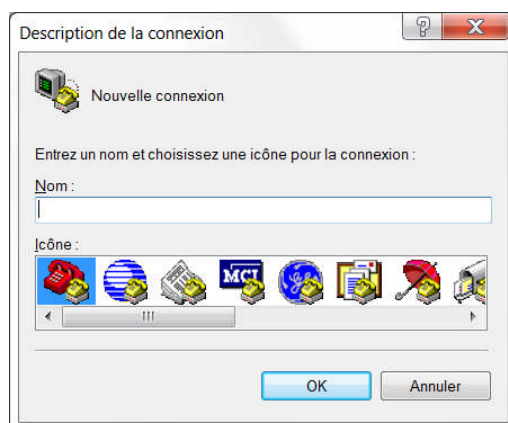 Description de la connexion
Nouvelle connexion
Entrez un nom et choisissez une icône pour la connexion :
Nom :
Icône :
MCI
OK
Annuler